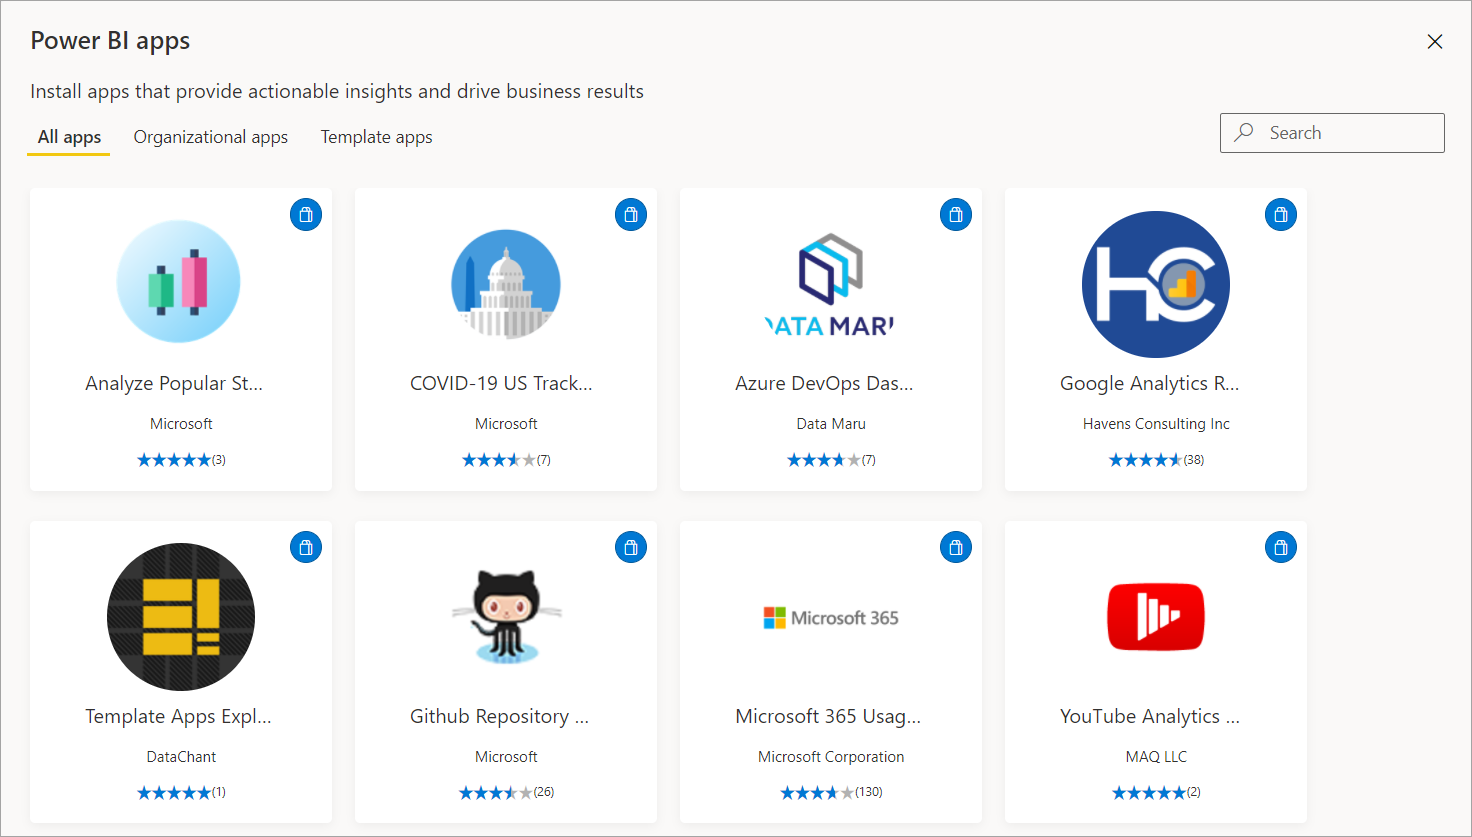 Power BI apps
Install apps that provide actionable insights and drive business results
All apps Organizational apps Template apps
Search
DATA MARU
HC
Analyze Popular St... COVID-19 US Track... Azure DevOps Das... Google Analytics R...
Microsoft Microsoft Data Maru Havens Consulting Inc
(3) (7) (7) (38)
Microsoft 365
Template Apps Expl... Github Repository ... Microsoft 365 Usag... YouTube Analytics ...
DataChant Microsoft Microsoft Corporation MAQ LLC
(1) (26) (130) (2)